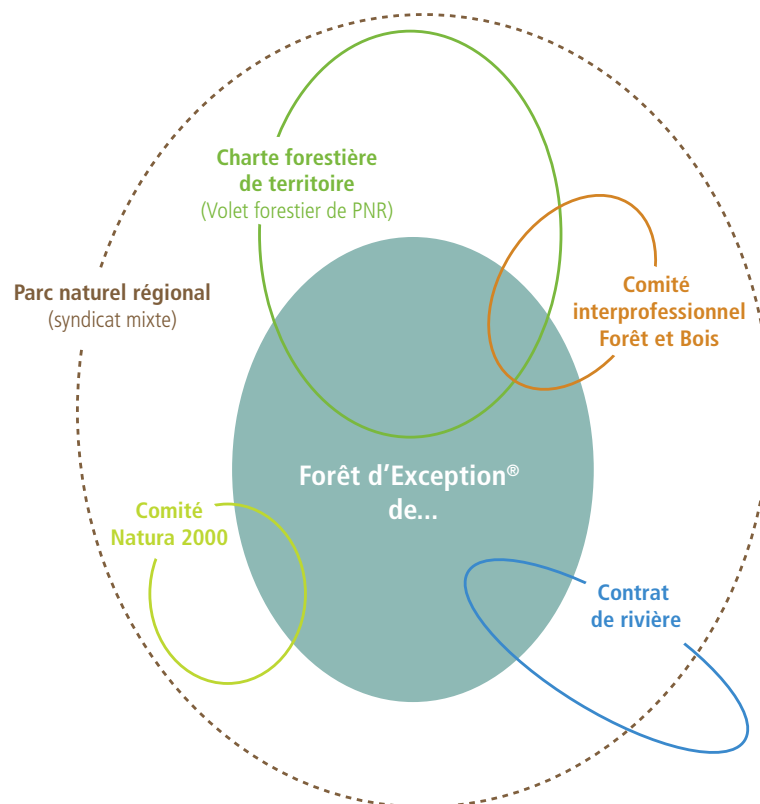 Charte forestière
de territoire
(Volet forestier de PNR)
Parc naturel régional
(syndicat mixte)
Comité
interprofessionnel
Forêt et Bois
Forêt d’Exception®
de...
Comité
Natura 2000
Contrat
de rivière